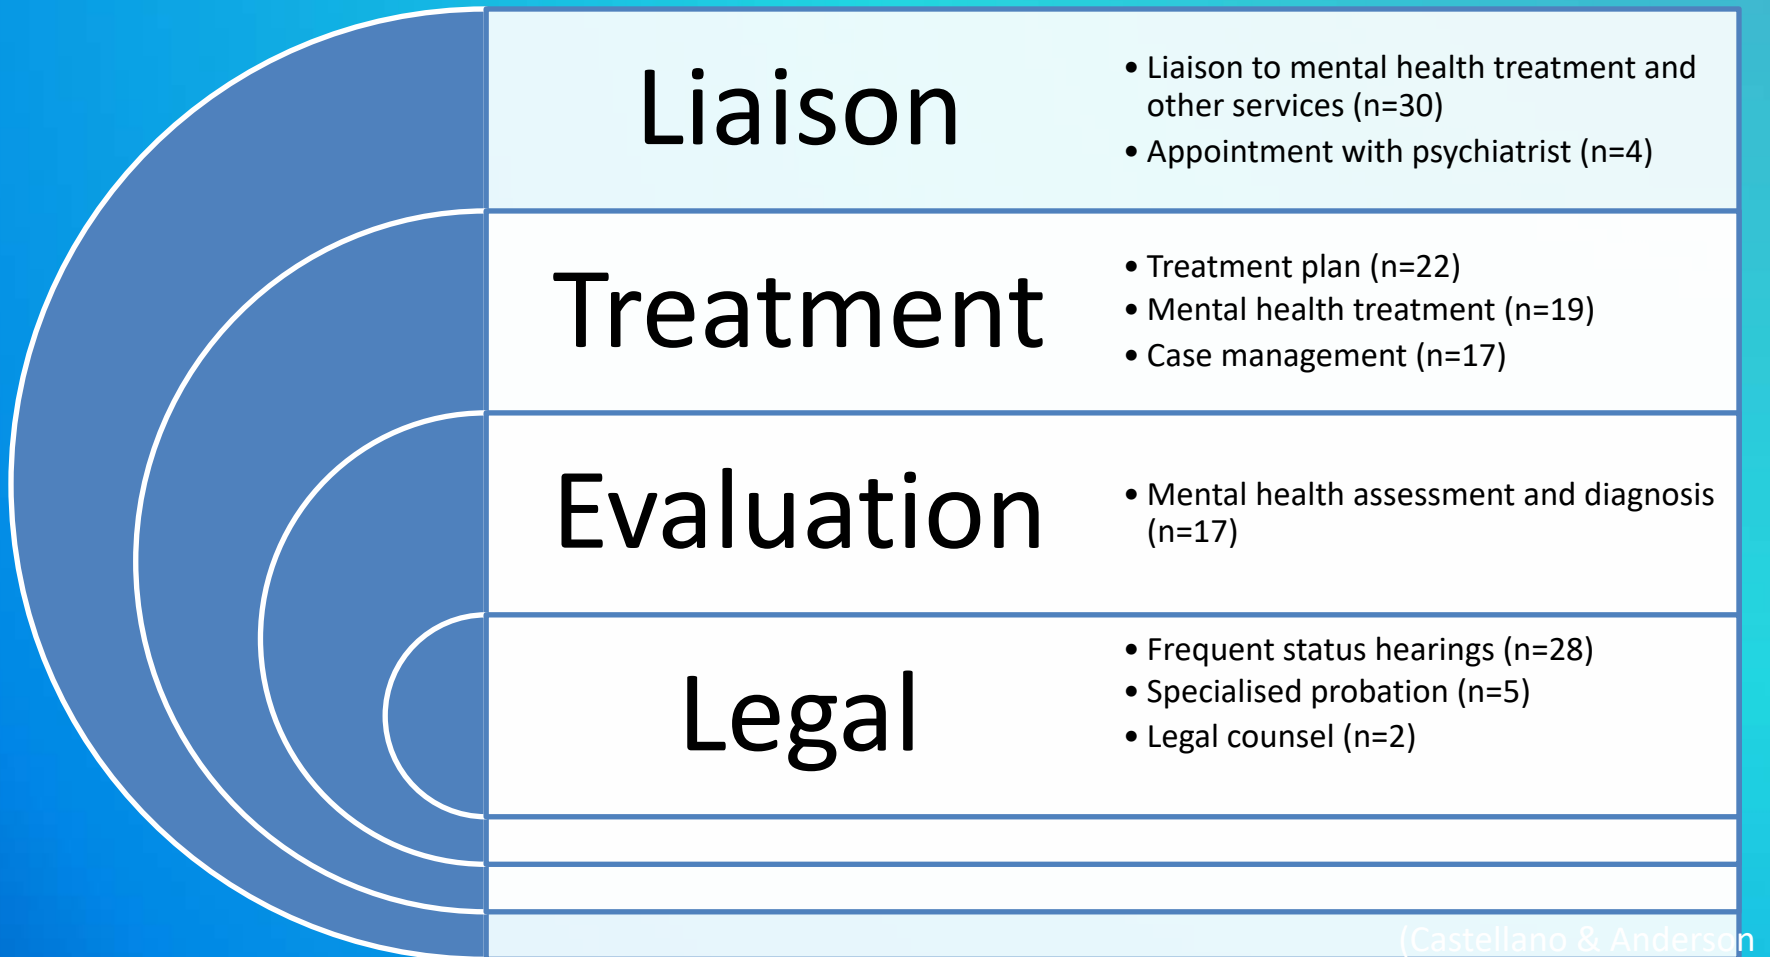 Liaison
• Liaison to mental health treatment and
other services (n=30)
• Appointment with psychiatrist (n=4)
Treatment
• Treatment plan (n=22)
• Mental health treatment (n=19)
• Case management (n=17)
Evaluation
• Mental health assessment and diagnosis
(n=17)
Legal
• Frequent status hearings (n=28)
• Specialised probation (n=5)
• Legal counsel (n=2)
(Castellano & Anderson